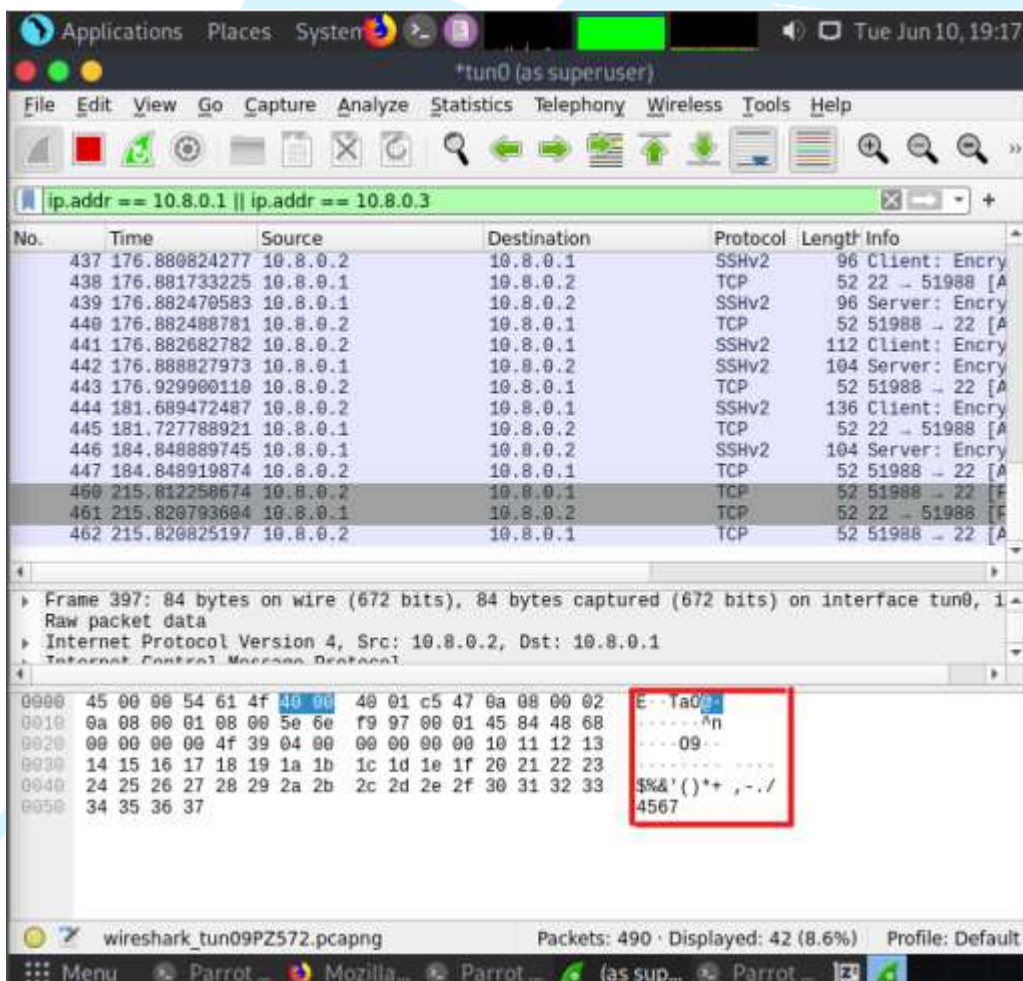 Applications Places System Tue Jun 10, 19:17
*tun0 (as superuser)
File Edit View Go Capture Analyze Statistics Telephony Wireless Tools Help
ip.addr == 10.8.0.1 || ip.addr == 10.8.0.3
No. Time Source Destination Protocol Length Info
437 176.880824277 10.8.0.2 10.8.0.1 SSHv2 96 Client: Encry
438 176.881733225 10.8.0.1 10.8.0.2 TCP 52 22 → 51988 [A
439 176.882470583 10.8.0.1 10.8.0.2 SSHv2 96 Server: Encry
440 176.882488781 10.8.0.2 10.8.0.1 TCP 52 51988 → 22 [A
441 176.882682782 10.8.0.2 10.8.0.1 SSHv2 112 Client: Encry
442 176.888827973 10.8.0.1 10.8.0.2 SSHv2 104 Server: Encry
443 176.929900110 10.8.0.2 10.8.0.1 TCP 52 51988 → 22 [A
444 181.689472487 10.8.0.2 10.8.0.1 SSHv2 136 Client: Encry
445 181.727788921 10.8.0.1 10.8.0.2 TCP 52 22 → 51988 [A
446 184.848889745 10.8.0.1 10.8.0.2 SSHv2 104 Server: Encry
447 184.848919874 10.8.0.2 10.8.0.1 TCP 52 51988 → 22 [A
460 215.812258674 10.8.0.2 10.8.0.1 TCP 52 51988 → 22 [F
461 215.820793604 10.8.0.1 10.8.0.2 TCP 52 22 → 51988 [F
462 215.820825197 10.8.0.2 10.8.0.1 TCP 52 51988 → 22 [A
Frame 397: 84 bytes on wire (672 bits), 84 bytes captured (672 bits) on interface tun0, i
Raw packet data
Internet Protocol Version 4, Src: 10.8.0.2, Dst: 10.8.0.1
Internet Control Message Protocol
0000 45 00 00 54 61 4f 40 00 40 01 c5 47 0a 08 00 02 E··TaO@·
0010 0a 08 00 01 08 00 5e 6e f9 97 00 01 45 84 48 68 ······^n
0020 00 00 00 00 4f 39 04 00 00 00 00 00 10 11 12 13 ····O9··
0030 14 15 16 17 18 19 1a 1b 1c 1d 1e 1f 20 21 22 23 ········ ····
0040 24 25 26 27 28 29 2a 2b 2c 2d 2e 2f 30 31 32 33 $%&'()*+ ,-./
0050 34 35 36 37 4567
wireshark_tun09PZ572.pcapng Packets: 490 · Displayed: 42 (8.6%) Profile: Default
Menu Parrot ... Mozilla... Parrot ... (as sup... Parrot ...